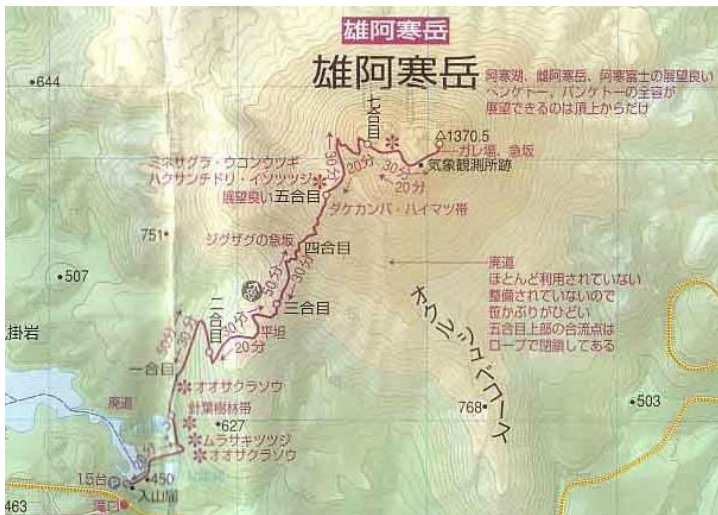 雄阿寒岳
雄阿寒岳
阿寒湖、雌阿寒岳、阿寒富士の展望良い
ペンケトー、パンケトーの全容が
展望できるのは頂上からだけ
•644
七合目
△1370.5
ガレ場、急坂
気象観測所跡
30分
20分
30分
20分
ミネザクラ・ウコンウツギ
ハクサンチドリ・イソツツジ
展望良い
五合目
ダケカンバ・ハイマツ帯
751•
ジグザグの急坂
四合目
•507
50分
30分
三合目
廃道
ほとんど利用されていない
整備されていないので
笹かぶりがひどい
五合目上部の合流点は
ロープで閉鎖してある
オクルシュベコース
二合目
30分
平坦
20分
掛岩
50分
30分
一合目
オオサクラソウ
廃道
針葉樹林帯
•627
768•
•503
ムラサキツツジ
オオサクラソウ
15台
P
•450
入山届
滝口
463